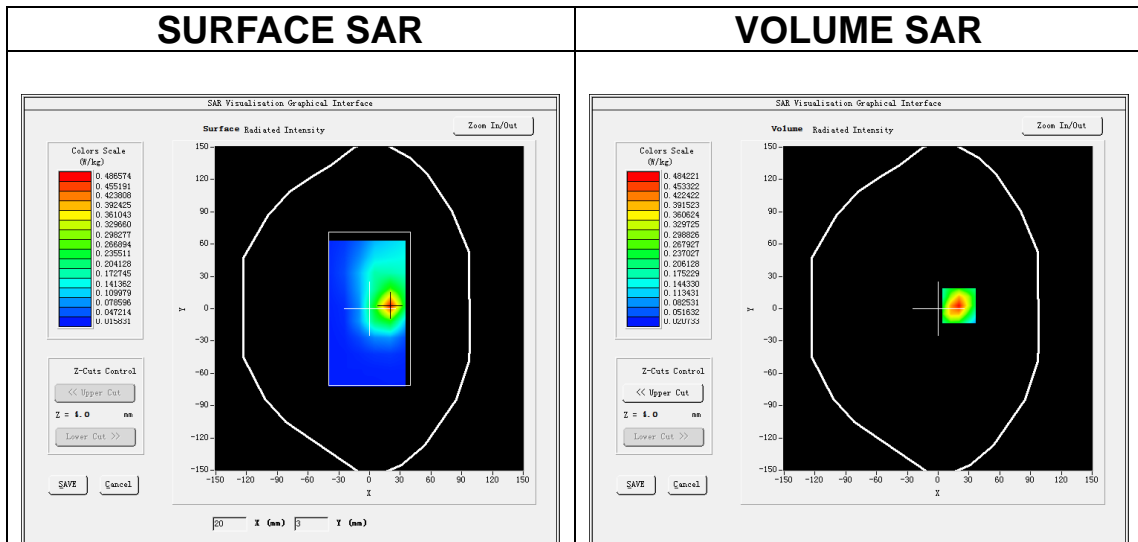 SURFACE SAR
VOLUME SAR
SAR Visualisation Graphical Interface
Surface Radiated Intensity
Zoom In/Out
Colors Scale
(W/kg)
0.486574
0.455191
0.423808
0.392425
0.361043
0.329660
0.298277
0.266894
0.235511
0.204128
0.172745
0.141362
0.109979
0.078596
0.047214
0.015831
150
120
90
60
30
0
-30
-60
-90
-120
-150
Y
-150 -120 -90 -60 -30 0 30 60 90 120 150
X
Z-Cuts Control
<< Upper Cut
Z = 4.0 mm
Lower Cut >>
SAVE Cancel
20 X (mm) 3 Y (mm)
SAR Visualisation Graphical Interface
Volume Radiated Intensity
Zoom In/Out
Colors Scale
(W/kg)
0.484221
0.453322
0.422422
0.391523
0.360624
0.329725
0.298826
0.267927
0.237027
0.206128
0.175229
0.144330
0.113431
0.082531
0.051632
0.020733
150
120
90
60
30
0
-30
-60
-90
-120
-150
Y
-150 -120 -90 -60 -30 0 30 60 90 120 150
X
Z-Cuts Control
<< Upper Cut
Z = 4.0 mm
Lower Cut >>
SAVE Cancel